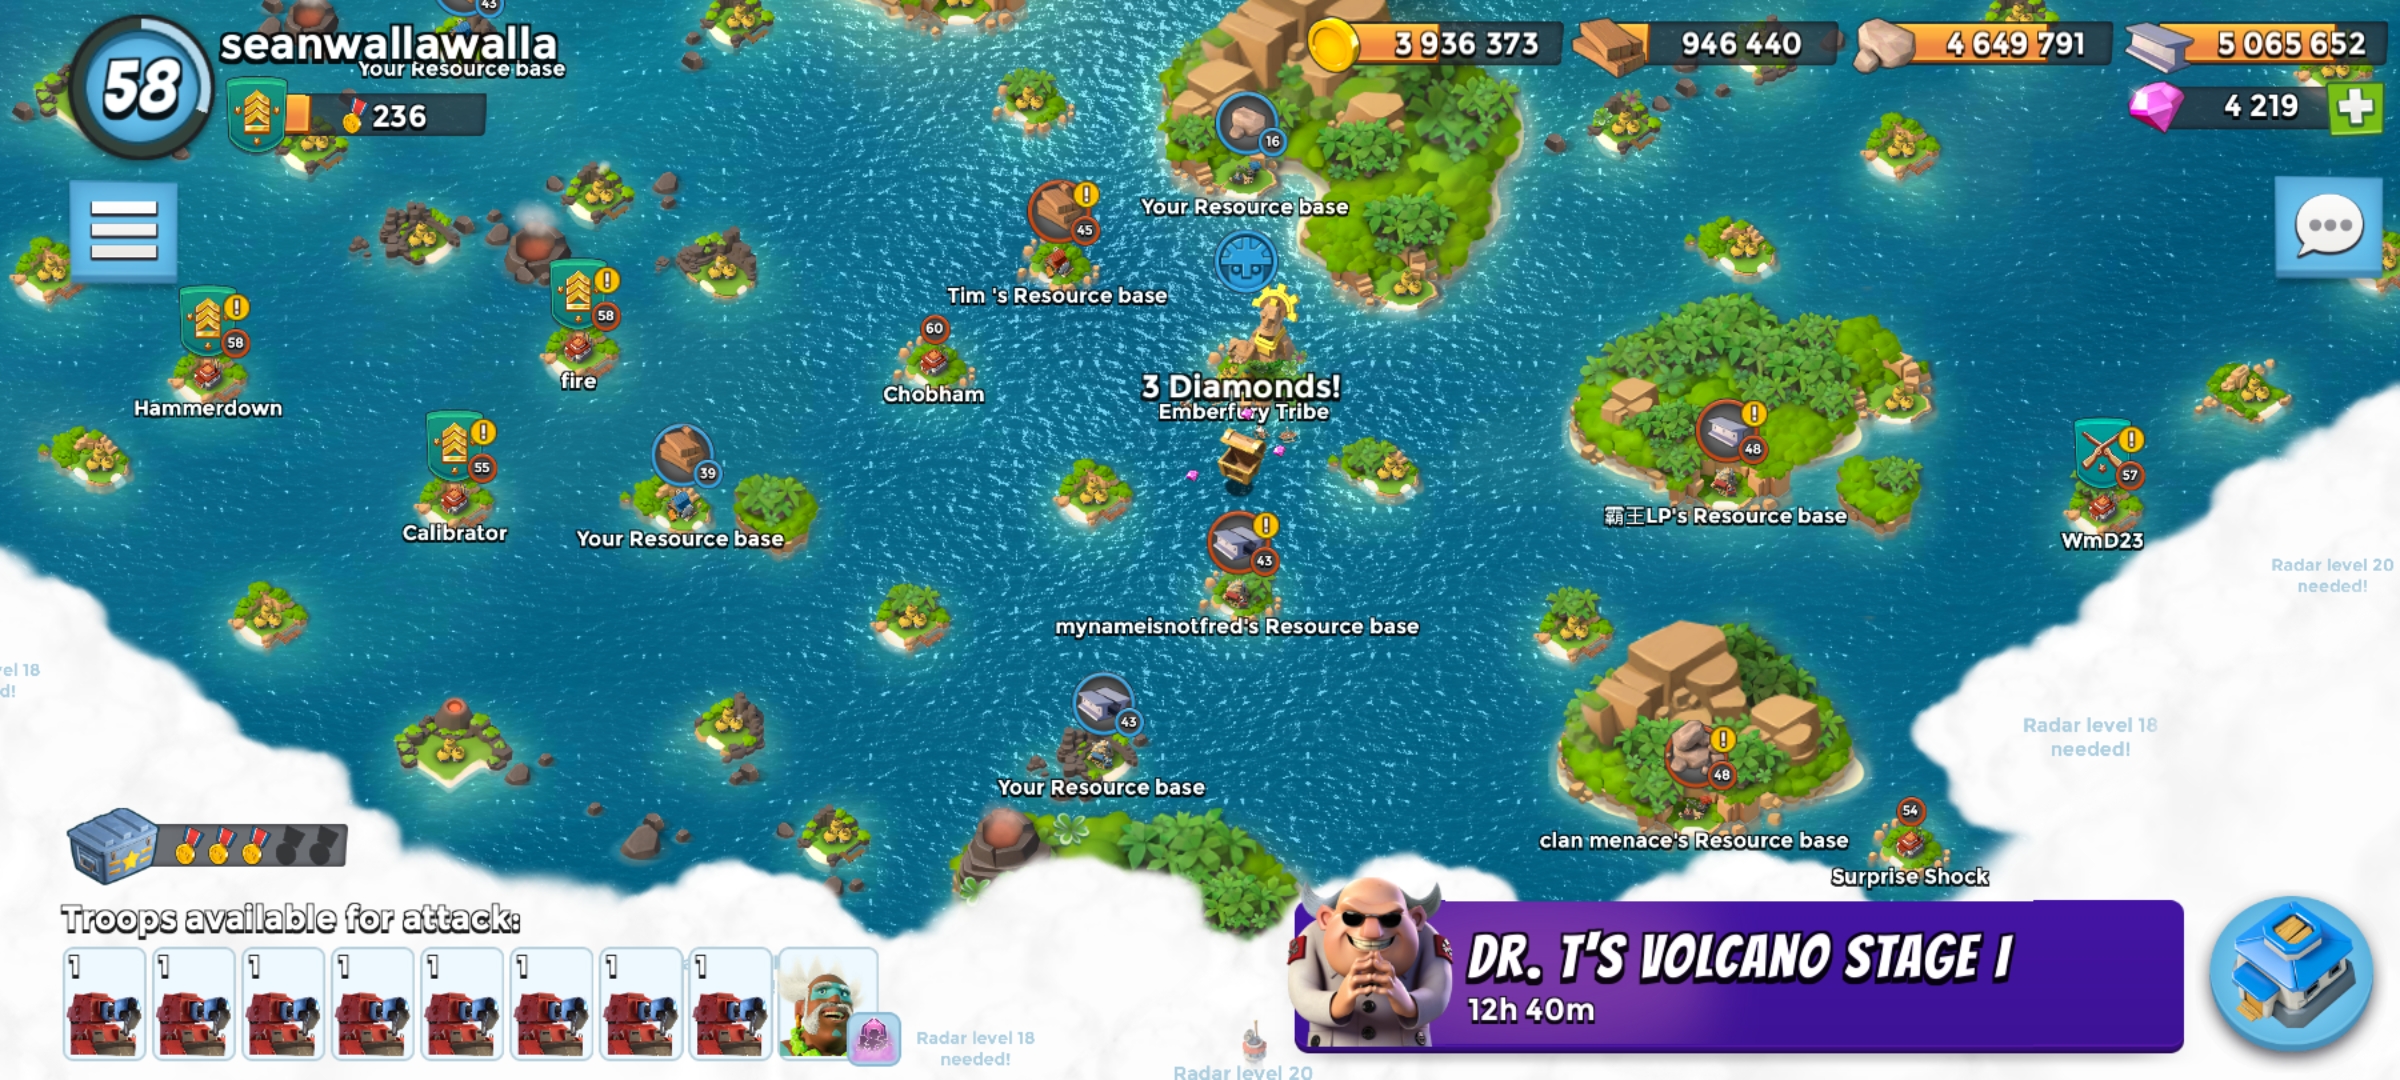 43
seanwallawalla
58
Your Resource base
236
3 936 373
946 440
4 649 791
5 065 652
4 219
16
Your Resource base
!
45
Tim 's Resource base
!
58
Hammerdown
!
58
fire
60
Chobham
3 Diamonds!
Emberfury Tribe
!
55
Calibrator
39
Your Resource base
!
48
霸王LP's Resource base
!
57
WmD23
Radar level 20
needed!
!
43
mynameisnotfred's Resource base
el 18
d!
43
Your Resource base
Radar level 18
needed!
!
48
clan menace's Resource base
54
Surprise Shock
Troops available for attack:
1 1 1 1 1 1 1 1
Radar level 18
needed!
Radar level 20
DR. T'S VOLCANO STAGE I
12h 40m